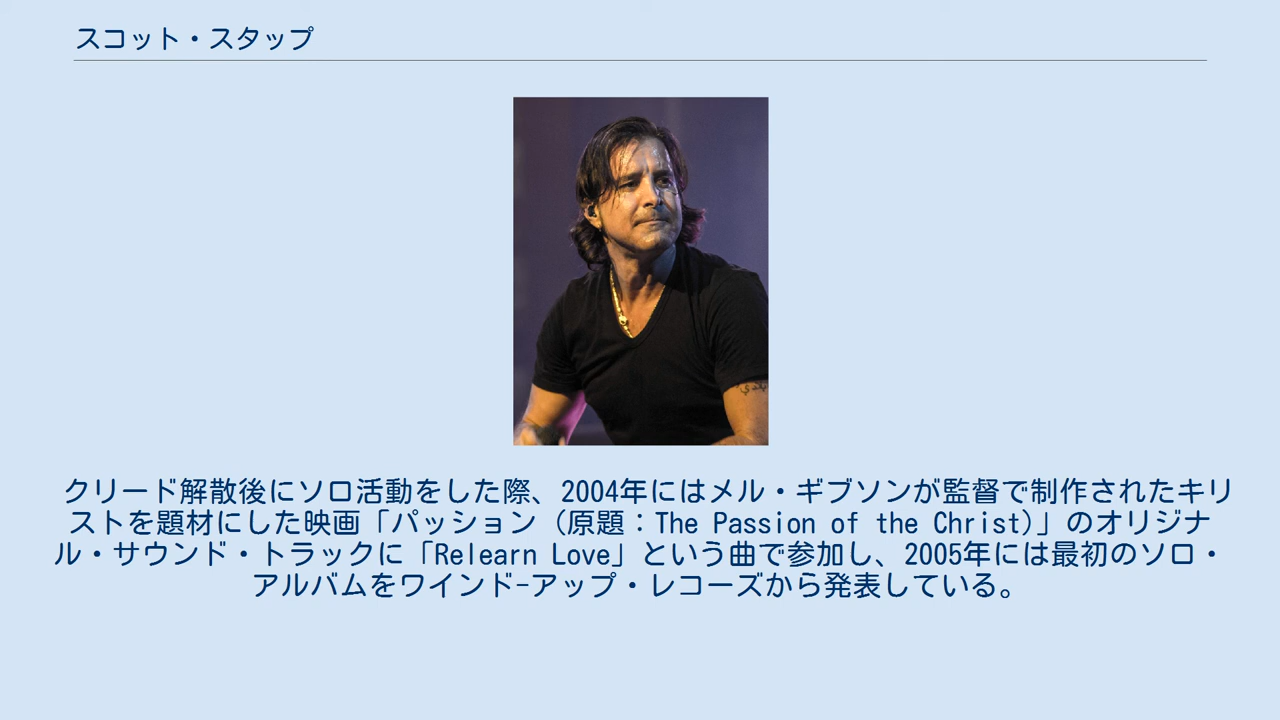 スコット・スタップ
クリード解散後にソロ活動をした際、2004年にはメル・ギブソンが監督で制作されたキリ
ストを題材にした映画「パッション（原題：The Passion of the Christ)」のオリジナ
ル・サウンド・トラックに「Relearn Love」という曲で参加し、2005年には最初のソロ・
アルバムをワインド-アップ・レコーズから発表している。